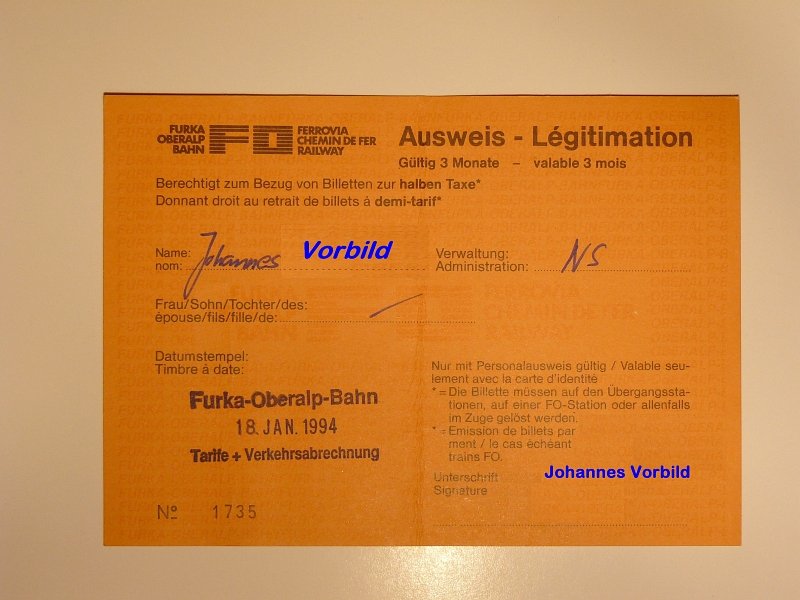 FURKA
OBERALP
BAHN
FO
FERROVIA
CHEMIN DE FER
RAILWAY
Ausweis - Légitimation
Gültig 3 Monate – valable 3 mois
Berechtigt zum Bezug von Billetten zur halben Taxe*
Donnant droit au retrait de billets á demi-tarif*
Name:
nom: Johannes Vorbild
Verwaltung:
Administration: NS
Frau/Sohn/Tochter/des:
épouse/fils/fille/de:
Datumstempel:
Timbre á date:
Furka-Oberalp-Bahn
18. JAN. 1994
Tarife + Verkehrsabrechnung
Nº 1735
Nur mit Personalausweis gültig / Valable seu-
lement avec la carte d'identité
* = Die Billette müssen auf den Übergangssta-
tionen, auf einer FO-Station oder allenfalls
im Zuge gelöst werden.
* = Emission de billets par
ment / le cas échéant
trains FO.
Johannes Vorbild
Unterschrift
Signature